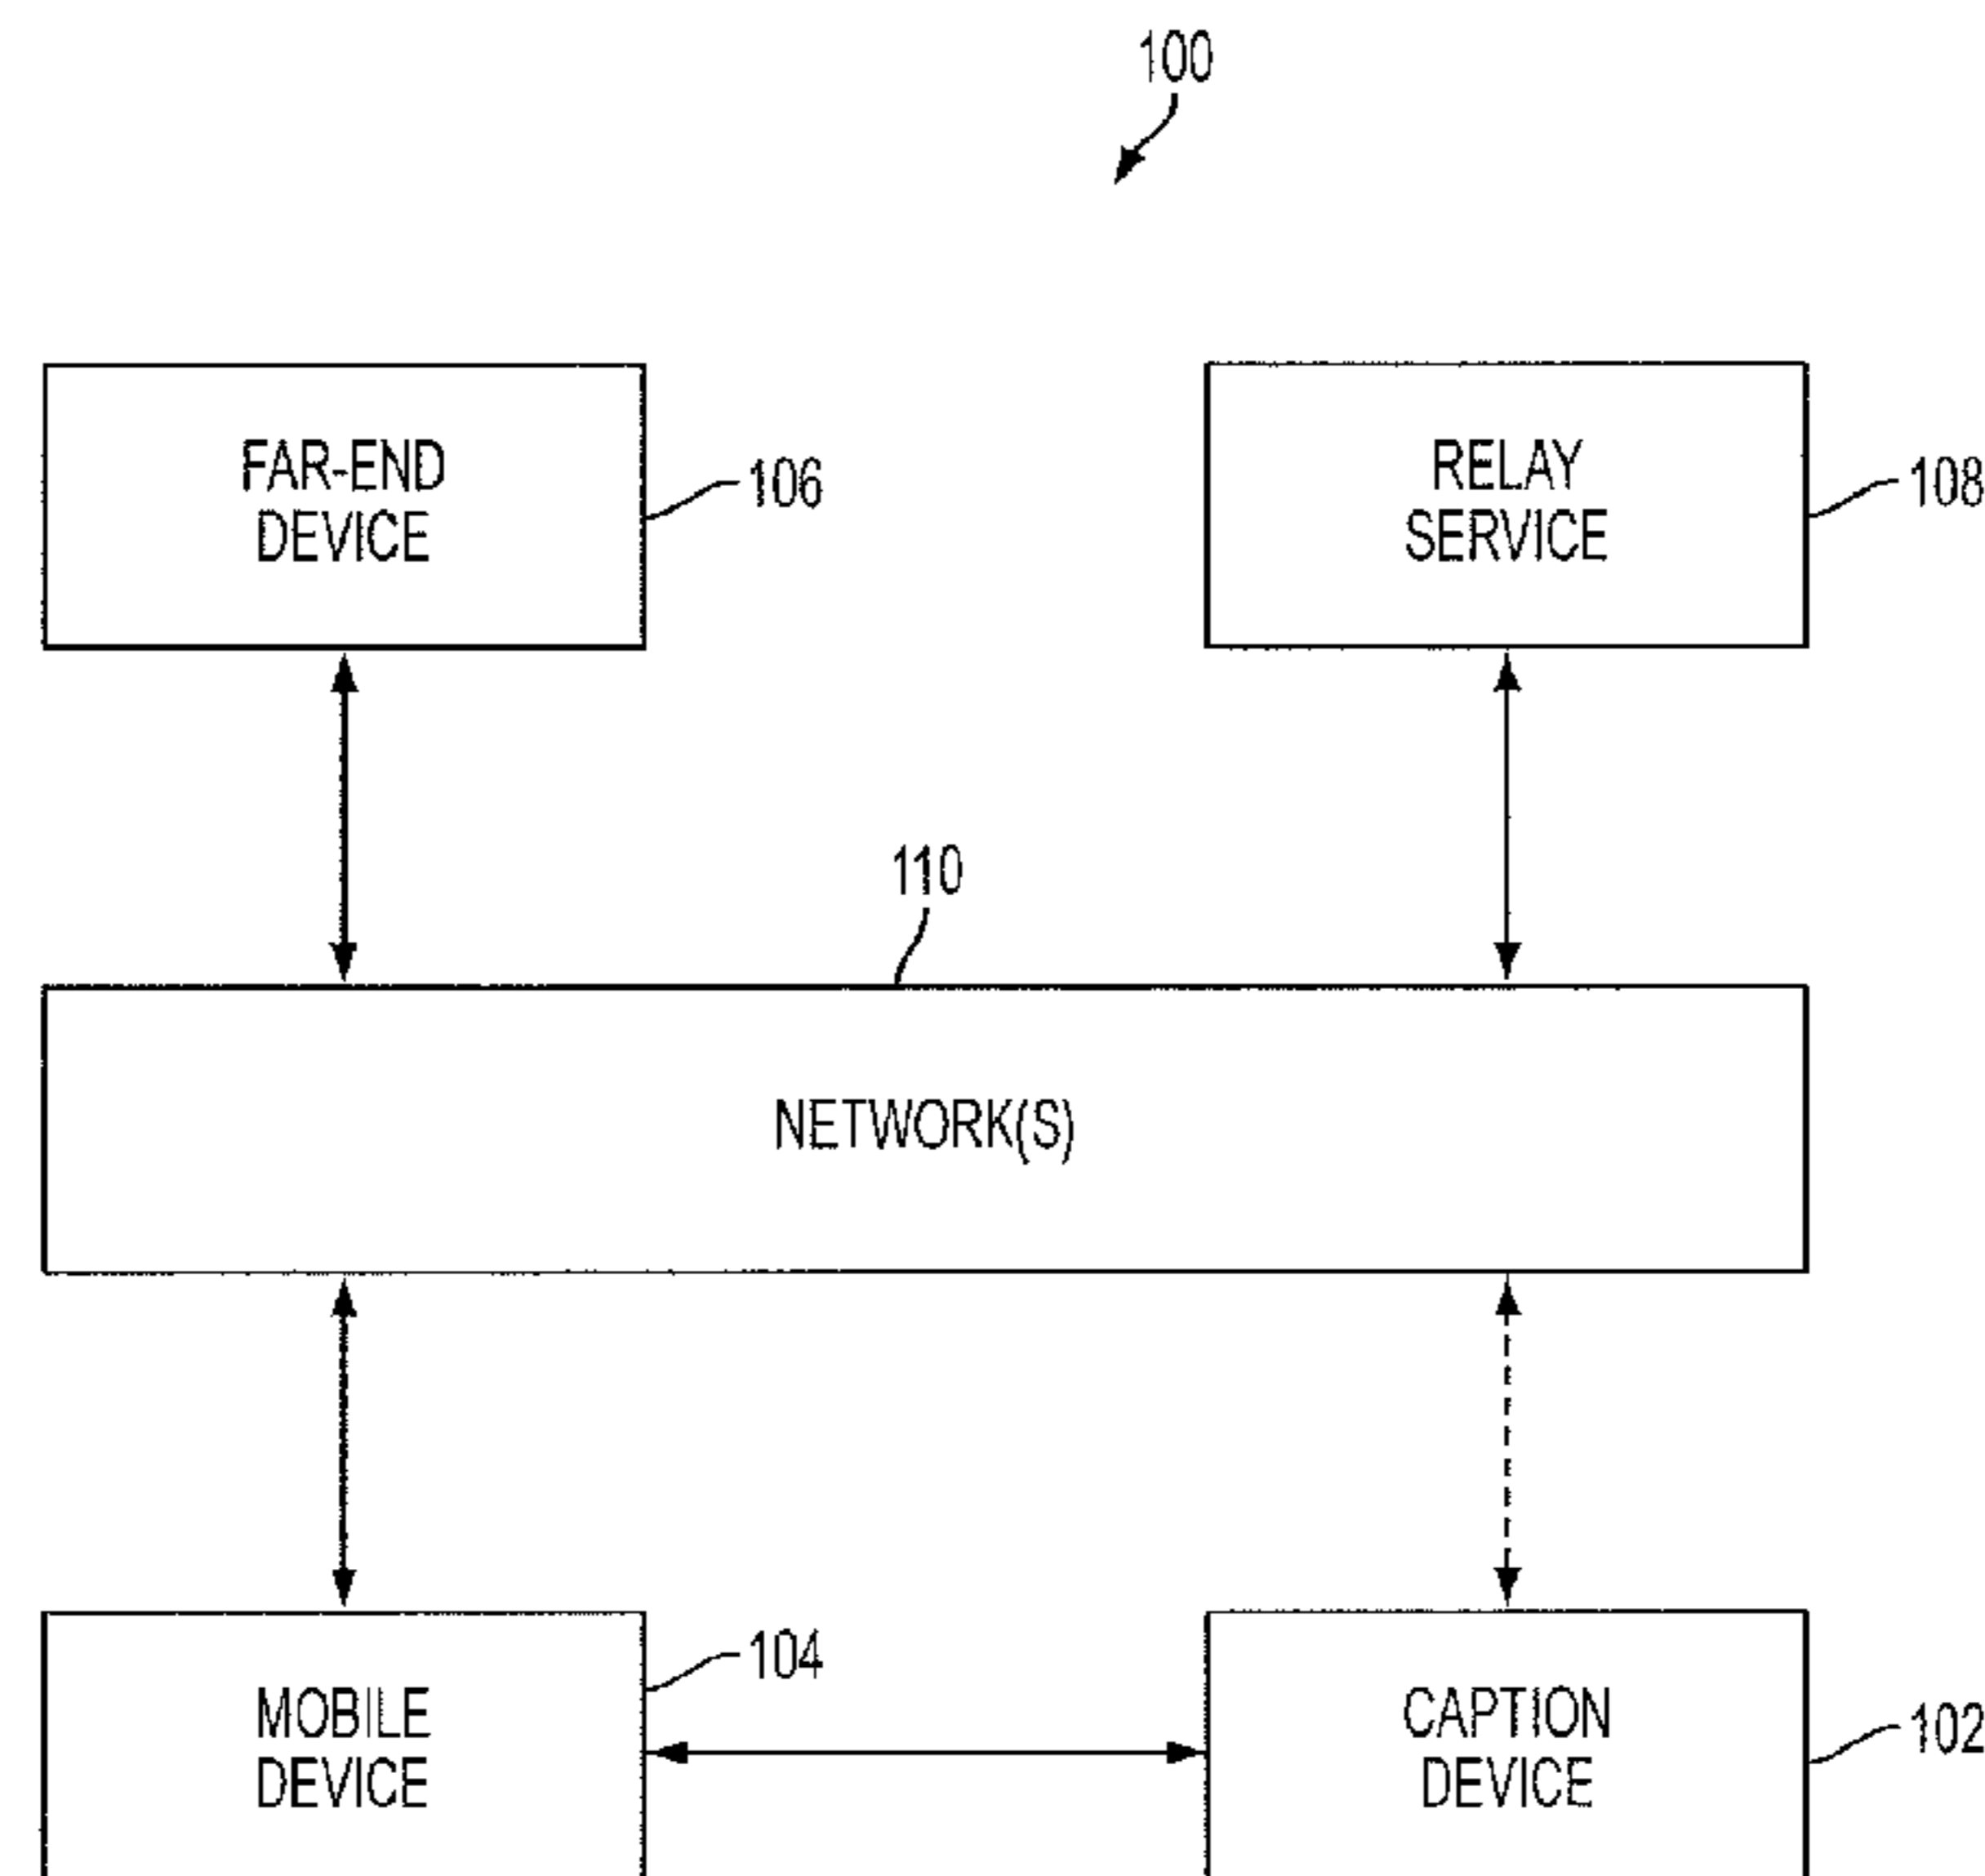 100
FAR-END
DEVICE
106
RELAY
SERVICE
108
110
NETWORK(S)
MOBILE
DEVICE
104
CAPTION
DEVICE
102